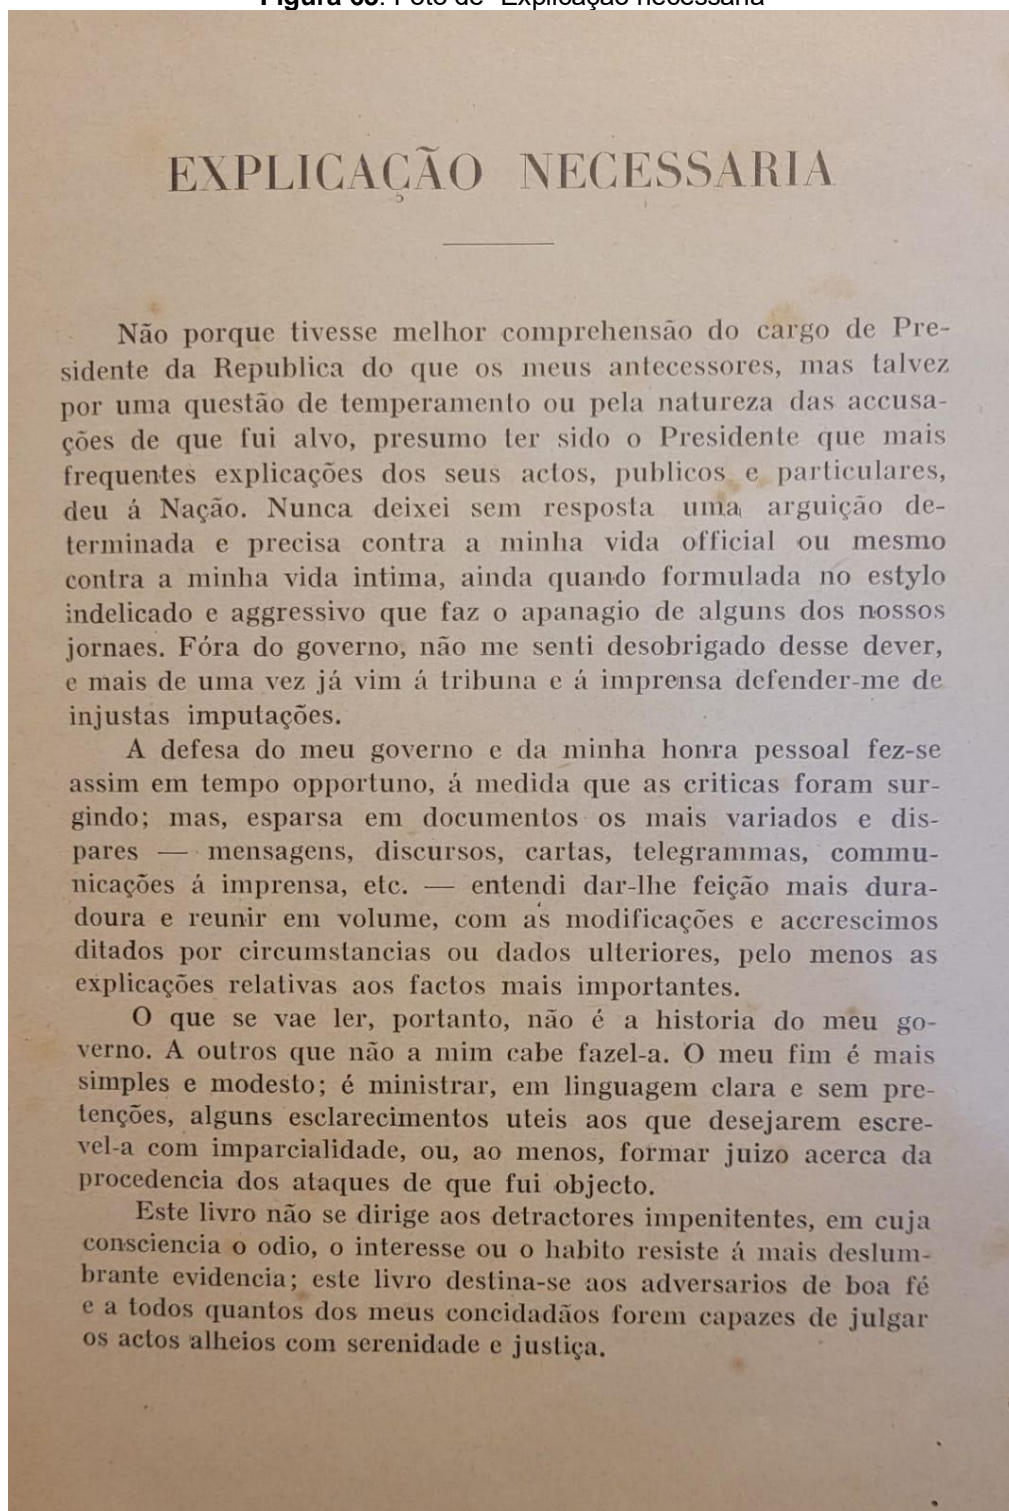 Figura 63. Foto de "Explicação necessaria"
EXPLICAÇÃO NECESSARIA
Não porque tivesse melhor comprehensão do cargo de Pre-
sidente da Republica do que os meus antecessores, mas talvez
por uma questão de temperamento ou pela natureza das accusa-
ções de que fui alvo, presumo ter sido o Presidente que mais
frequentes explicações dos seus actos, publicos e particulares,
deu á Nação. Nunca deixei sem resposta uma arguição de-
terminada e precisa contra a minha vida official ou mesmo
contra a minha vida intima, ainda quando formulada no estylo
indelicado e aggressivo que faz o apanagio de alguns dos nossos
jornaes. Fóra do governo, não me senti desobrigado desse dever,
e mais de uma vez já vim á tribuna e á imprensa defender-me de
injustas imputações.
A defesa do meu governo e da minha honra pessoal fez-se
assim em tempo opportuno, á medida que as criticas foram sur-
gindo; mas, esparsa em documentos os mais variados e dis-
pares — mensagens, discursos, cartas, telegrammas, commu-
nicações á imprensa, etc. — entendi dar-lhe feição mais dura-
doura e reunir em volume, com as modificações e accrescimos
ditados por circumstancias ou dados ulteriores, pelo menos as
explicações relativas aos factos mais importantes.
O que se vae ler, portanto, não é a historia do meu go-
verno. A outros que não a mim cabe fazel-a. O meu fim é mais
simples e modesto; é ministrar, em linguagem clara e sem pre-
tenções, alguns esclarecimentos uteis aos que desejarem escre-
vel-a com imparcialidade, ou, ao menos, formar juizo acerca da
procedencia dos ataques de que fui objecto.
Este livro não se dirige aos detractores impenitentes, em cuja
consciencia o odio, o interesse ou o habito resiste á mais deslum-
brante evidencia; este livro destina-se aos adversarios de boa fé
e a todos quantos dos meus concidadãos forem capazes de julgar
os actos alheios com serenidade e justiça.